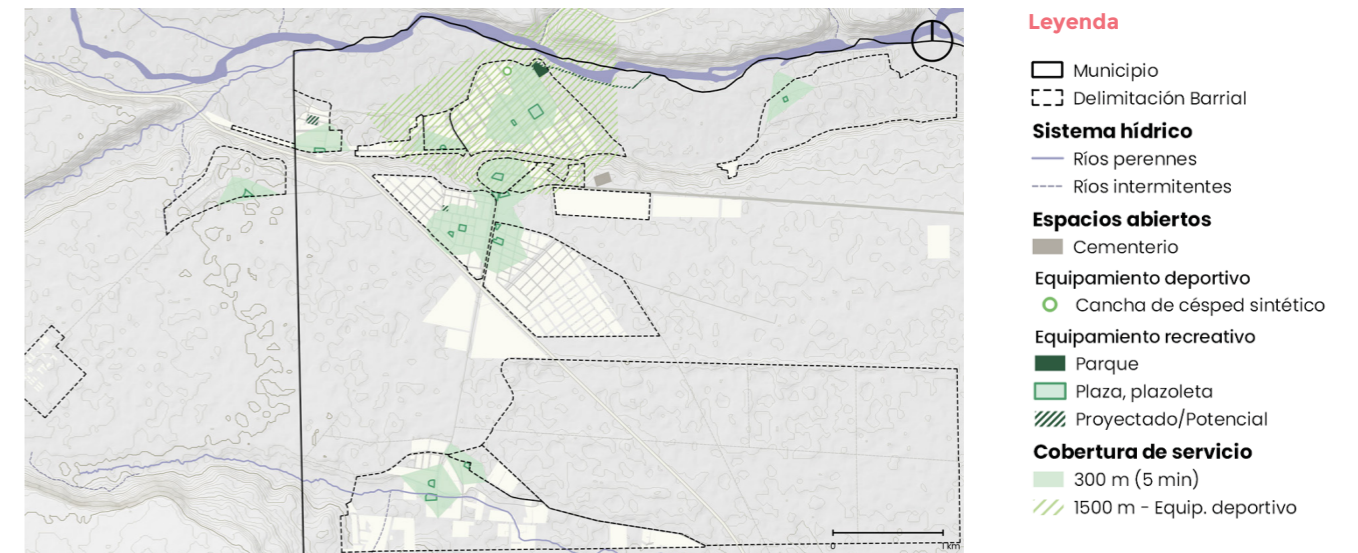 Leyenda
Municipio
Delimitación Barrial
Sistema hídrico
Ríos perennes
Ríos intermitentes
Espacios abiertos
Cementerio
Equipamiento deportivo
Cancha de césped sintético
Equipamiento recreativo
Parque
Plaza, plazoleta
Proyectado/Potencial
Cobertura de servicio
300 m (5 min)
1500 m - Equip. deportivo
0 1 km